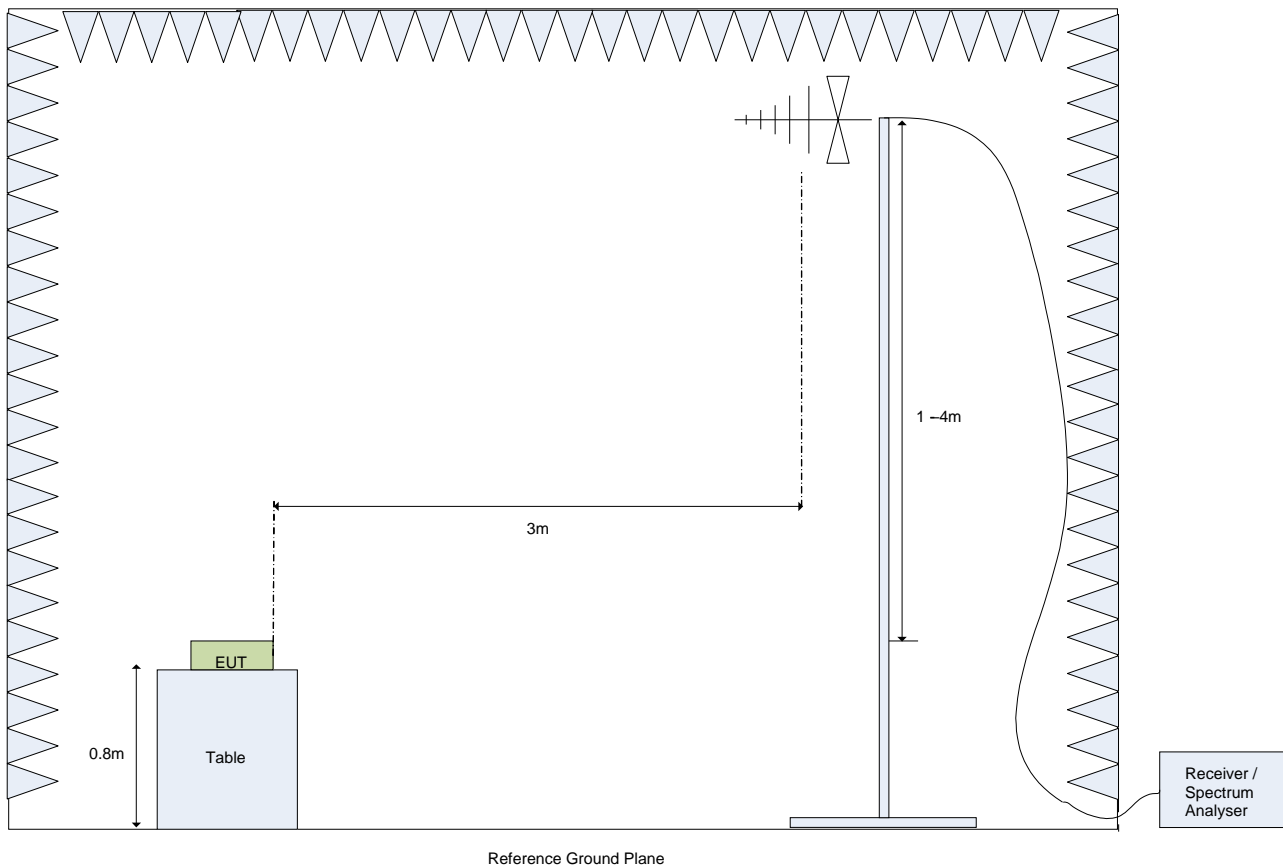 1 –4m
3m
EUT
0.8m
Table
Receiver /
Spectrum
Analyser
Reference Ground Plane